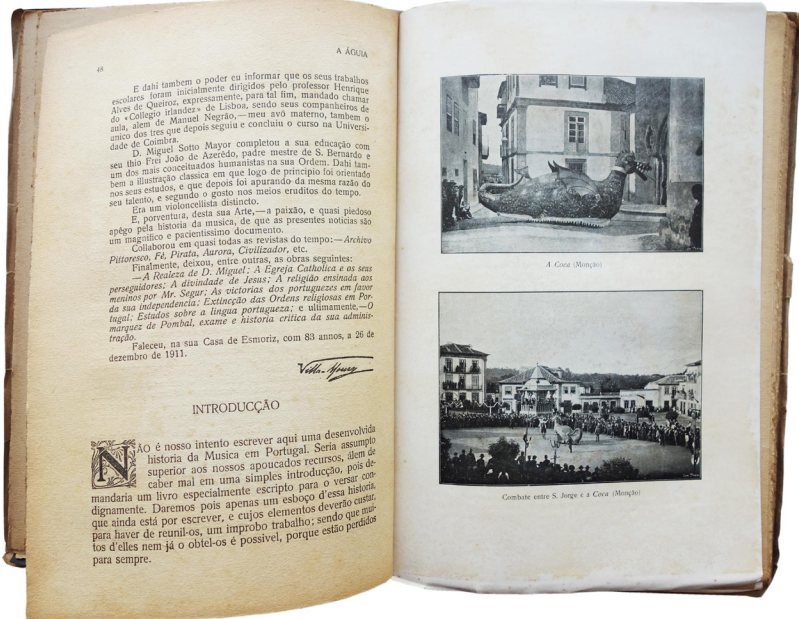 48
A ÁGUIA
E dahi tambem o poder eu informar que os seus trabalhos
escolares foram inicialmente dirigidos pelo professor Henrique
Alves de Queiroz, expressamente, para tal fim, mandado chamar
do «Collegio irlandez» de Lisboa, sendo seus companheiros de
aula, alem de Manuel Negrão,—meu avô materno, tambem o
unico dos tres que depois seguiu e concluiu o curso na Universi-
dade de Coimbra.
D. Miguel Sotto Mayor completou a sua educação com
seu thio Frei João de Azerêdo, padre mestre de S. Bernardo e
um dos mais conceituados humanistas na sua Ordem. Dahi tam-
bem a illustração classica em que logo de principio foi orientado
nos seus estudos, e que depois foi apurando da mesma razão do
seu talento, e segundo o gosto nos meios eruditos do tempo.
Era um violoncellista distincto.
E, porventura, desta sua Arte,—a paixão, e quasi piedoso
apêgo pela historia da musica, de que as presentes noticias são
um magnifico e pacientissimo documento.
Collaborou em quasi todas as revistas do tempo:—Archivo
Pittoresco, Fé, Pirata, Aurora, Civilizador, etc.
Finalmente, deixou, entre outras, as obras seguintes:
—A Realeza de D. Miguel; A Egreja Catholica e os seus
perseguidores; A divindade de Jesus; A religião ensinada aos
meninos por Mr. Segur; As victorias dos portuguezes em favor
da sua independencia; Extincção das Ordens religiosas em Por-
tugal; Estudos sobre a lingua portugueza; e ultimamente,—O
marquez de Pombal, exame e historia critica da sua adminis-
tração.
Faleceu, na sua Casa de Esmoriz, com 83 annos, a 26 de
dezembro de 1911.
Villa-Moura
INTRODUCÇÃO
NÃO é nosso intento escrever aqui uma desenvolvida
historia da Musica em Portugal. Seria assumpto
superior aos nossos apoucados recursos, álem de
caber mal em uma simples introducção, pois de-
mandaria um livro especialmente escripto para o versar con-
dignamente. Daremos pois apenas um esboço d'essa historia,
que ainda está por escrever, e cujos elementos deverão custar,
para haver de reunil-os, um improbo trabalho; sendo que mui-
tos d'elles nem já o obtel-os é possivel, porque estão perdidos
para sempre.
A Coca (Monção)
Combate entre S. Jorge e a Coca (Monção)